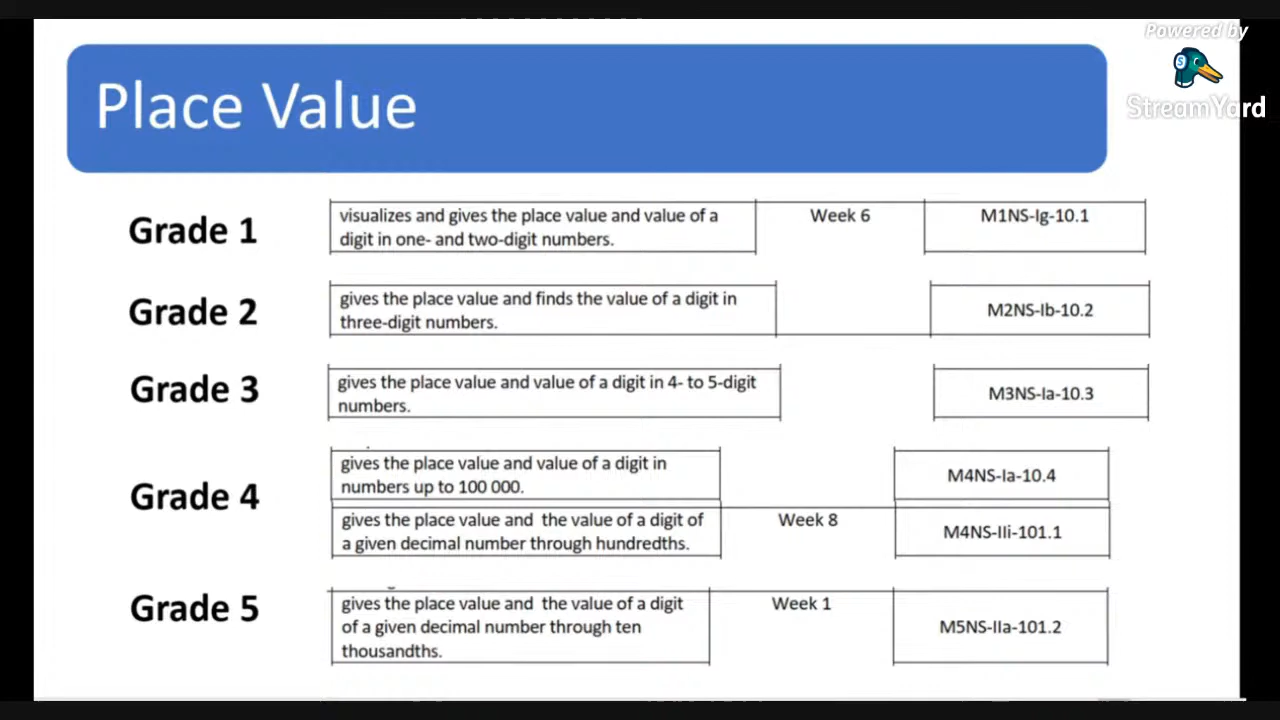 Powered by
StreamYard
Place Value
Grade 1
visualizes and gives the place value and value of a
digit in one- and two-digit numbers.
Week 6
M1NS-Ig-10.1
Grade 2
gives the place value and finds the value of a digit in
three-digit numbers.
M2NS-Ib-10.2
Grade 3
gives the place value and value of a digit in 4- to 5-digit
numbers.
M3NS-Ia-10.3
Grade 4
gives the place value and value of a digit in
numbers up to 100 000.
M4NS-Ia-10.4
gives the place value and the value of a digit of
a given decimal number through hundredths.
Week 8
M4NS-IIi-101.1
Grade 5
gives the place value and the value of a digit
of a given decimal number through ten
thousandths.
Week 1
M5NS-IIa-101.2